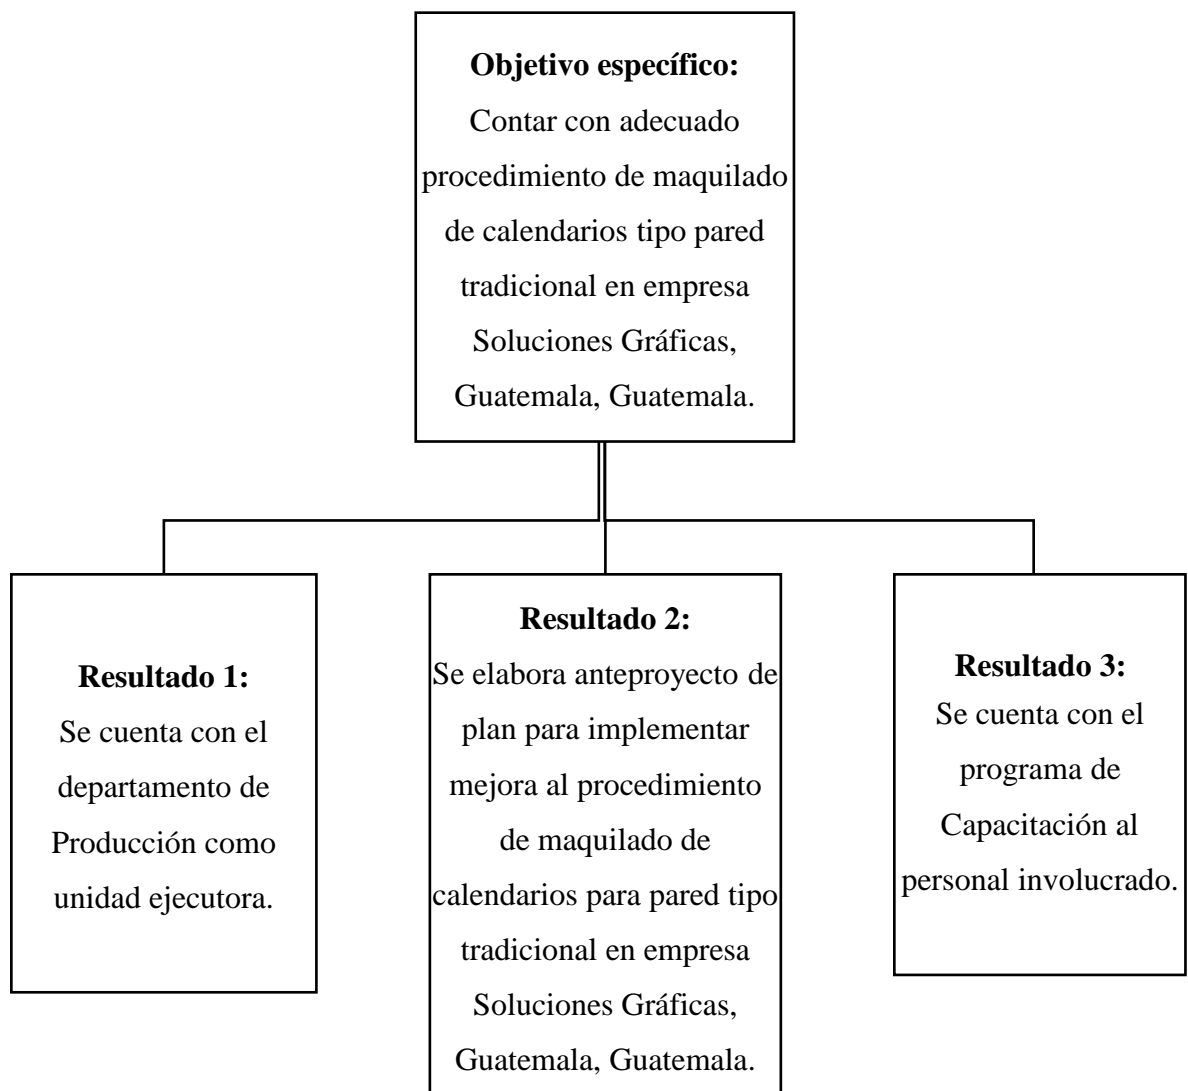 Objetivo específico:
Contar con adecuado
procedimiento de maquilado
de calendarios tipo pared
tradicional en empresa
Soluciones Gráficas,
Guatemala, Guatemala.
Resultado 1:
Se cuenta con el
departamento de
Producción como
unidad ejecutora.
Resultado 2:
Se elabora anteproyecto de
plan para implementar
mejora al procedimiento
de maquilado de
calendarios para pared tipo
tradicional en empresa
Soluciones Gráficas,
Guatemala, Guatemala.
Resultado 3:
Se cuenta con el
programa de
Capacitación al
personal involucrado.